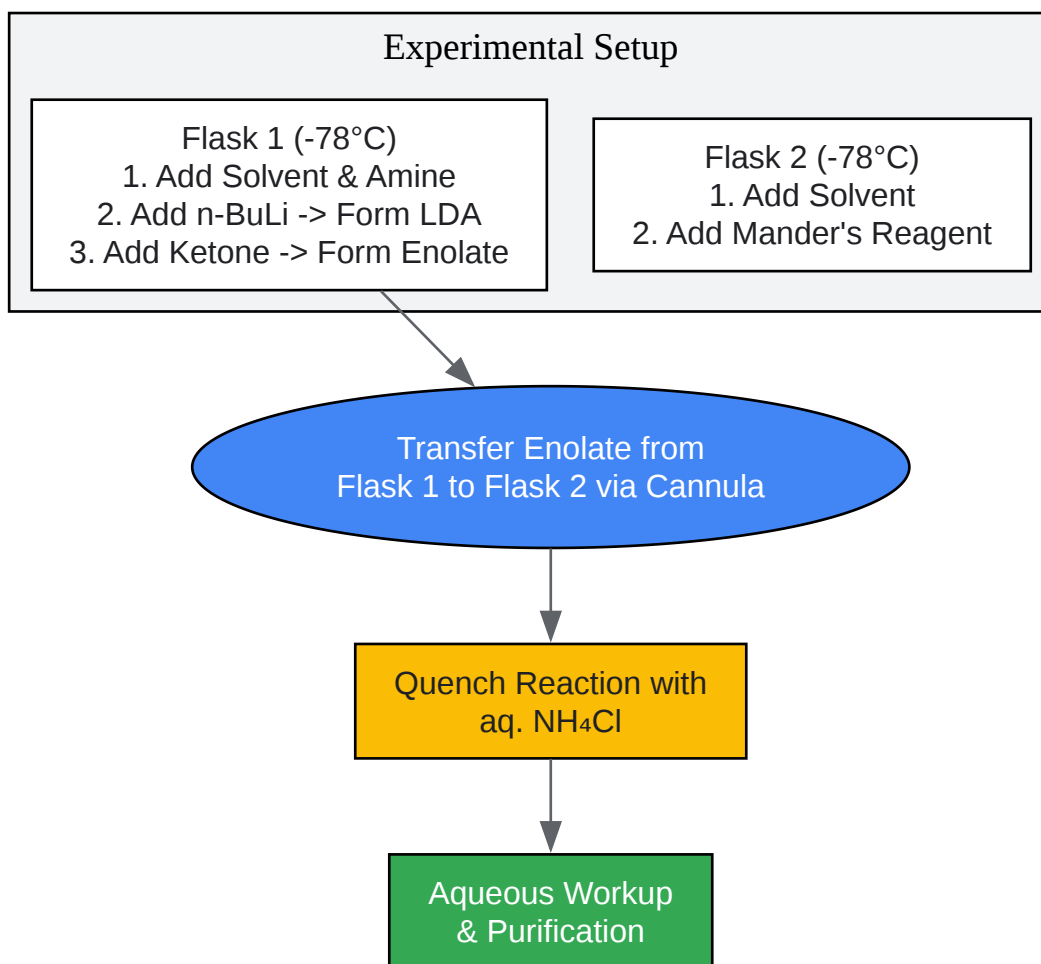 Experimental Setup
Flask 1 (-78°C)
1. Add Solvent & Amine
2. Add n-BuLi -> Form LDA
3. Add Ketone -> Form Enolate
Flask 2 (-78°C)
1. Add Solvent
2. Add Mander's Reagent
Transfer Enolate from
Flask 1 to Flask 2 via Cannula
Quench Reaction with
aq. NH₄Cl
Aqueous Workup
& Purification